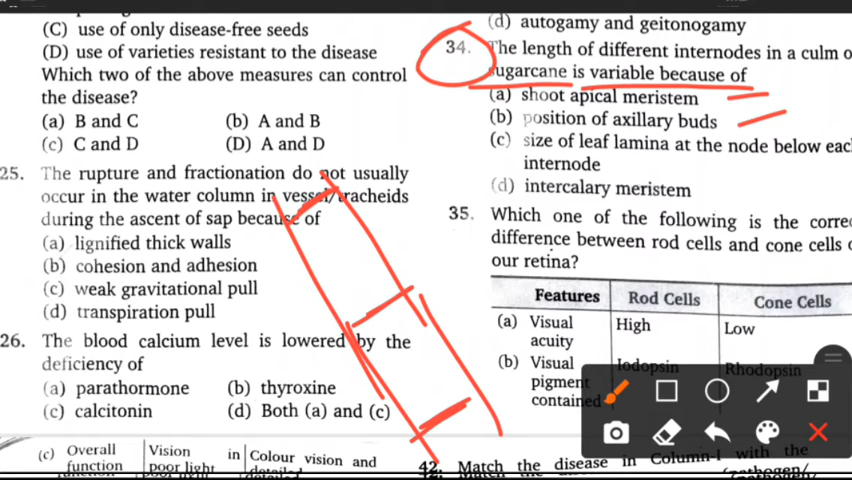 (C) use of only disease-free seeds
(D) use of varieties resistant to the disease
Which two of the above measures can control
the disease?
(a) B and C (b) A and B
(c) C and D (D) A and D
25. The rupture and fractionation do not usually
occur in the water column in vessel/tracheids
during the ascent of sap because of
(a) lignified thick walls
(b) cohesion and adhesion
(c) weak gravitational pull
(d) transpiration pull
26. The blood calcium level is lowered by the
deficiency of
(a) parathormone (b) thyroxine
(c) calcitonin (d) Both (a) and (c)
(c) Overall Vision in Colour vision and
function poor light
(d) autogamy and geitonogamy
34. The length of different internodes in a culm o
sugarcane is variable because of
(a) shoot apical meristem
(b) position of axillary buds
(c) size of leaf lamina at the node below eac
internode
(d) intercalary meristem
35. Which one of the following is the corre
difference between rod cells and cone cells o
our retina?
Features Rod Cells Cone Cells
(a) Visual High Low
acuity
(b) Visual Iodopsin Rhodopsin
pigment
contained
42. Match the disease in Column-I with the